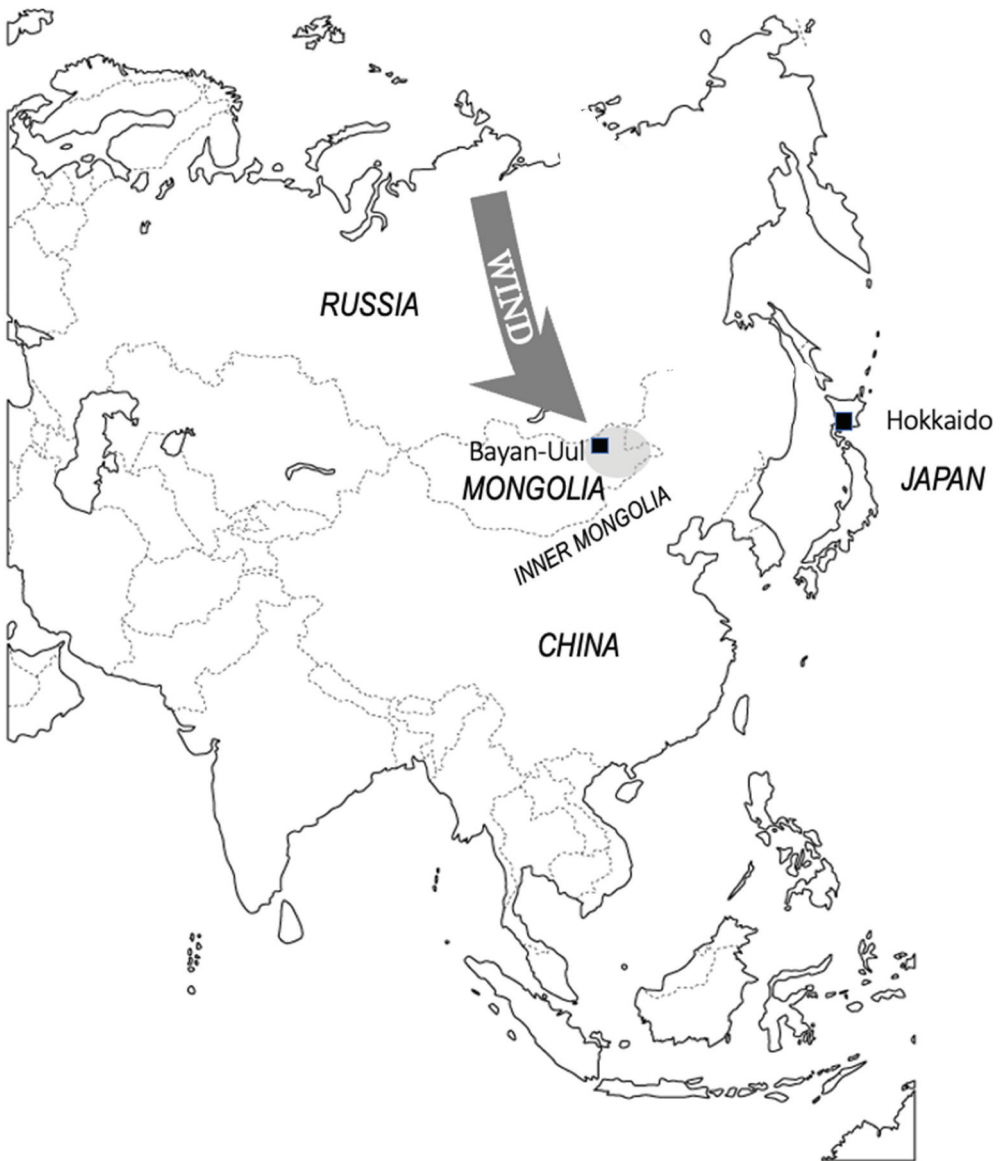 WIND
RUSSIA
Hokkaido
Bayan-Uul
JAPAN
MONGOLIA
INNER MONGOLIA
CHINA